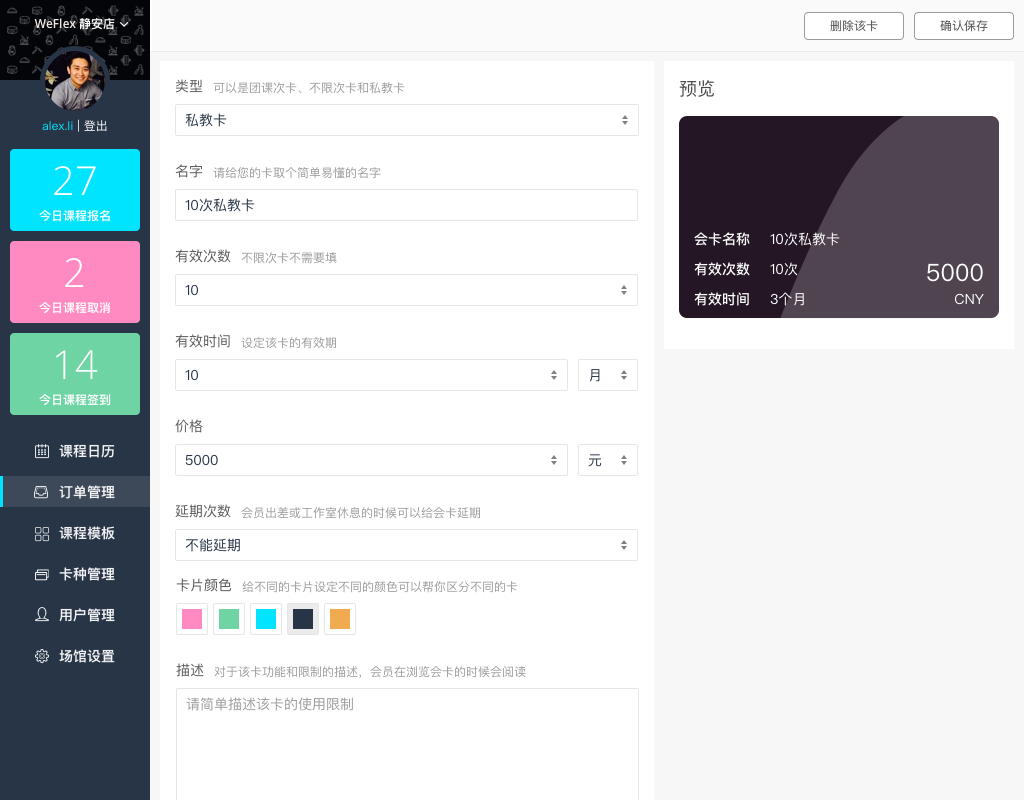 WeFlex 静安店
alex.li | 登出
27
今日课程报名
2
今日课程取消
14
今日课程签到
课程日历
订单管理
课程模板
卡种管理
用户管理
场馆设置
删除该卡
确认保存
类型 可以是团课次卡、不限次卡和私教卡
私教卡
名字 请给您的卡取个简单易懂的名字
10次私教卡
有效次数 不限次卡不需要填
10
有效时间 设定该卡的有效期
10 月
价格
5000 元
延期次数 会员出差或工作室休息的时候可以给会卡延期
不能延期
卡片颜色 给不同的卡片设定不同的颜色可以帮你区分不同的卡
描述 对于该卡功能和限制的描述，会员在浏览会卡的时候会阅读
请简单描述该卡的使用限制
预览
会卡名称 10次私教卡
有效次数 10次
5000
有效时间 3个月
CNY